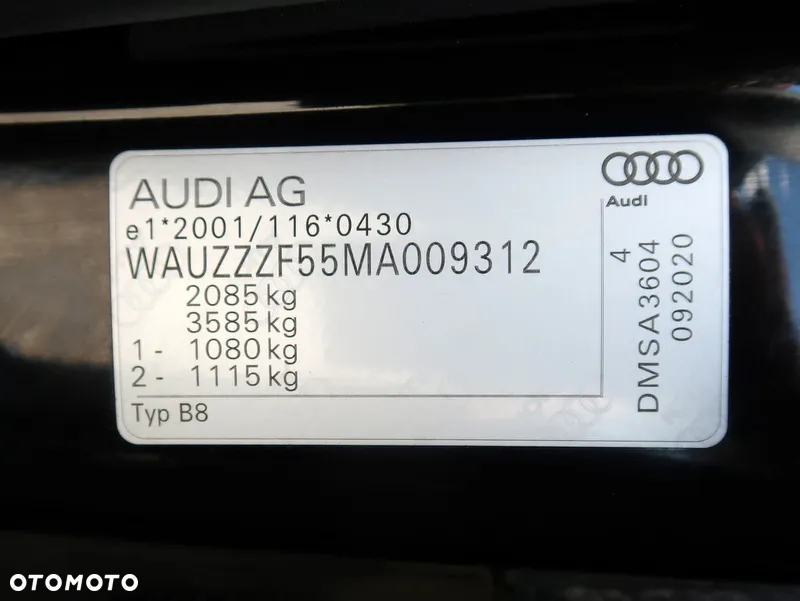 AUDI AG
e1*2001/116*0430
WAUZZZF55MA009312
2085 kg
3585 kg
1 - 1080 kg
2 - 1115 kg
Typ B8
Audi
4
DMSA3604
092020
OTOMOTO